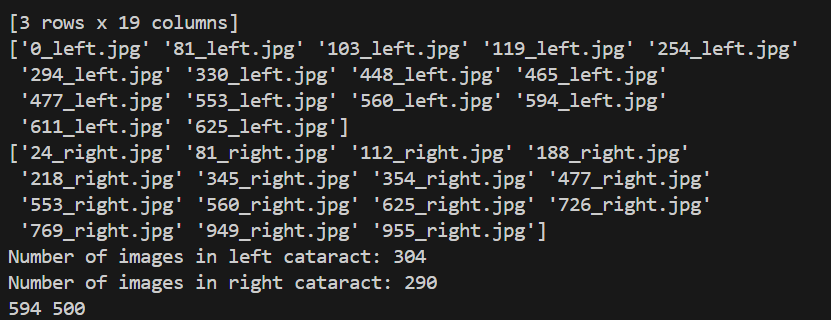 [3 rows x 19 columns]
['0_left.jpg' '81_left.jpg' '103_left.jpg' '119_left.jpg' '254_left.jpg'
 '294_left.jpg' '330_left.jpg' '448_left.jpg' '465_left.jpg'
 '477_left.jpg' '553_left.jpg' '560_left.jpg' '594_left.jpg'
 '611_left.jpg' '625_left.jpg']
['24_right.jpg' '81_right.jpg' '112_right.jpg' '188_right.jpg'
 '218_right.jpg' '345_right.jpg' '354_right.jpg' '477_right.jpg'
 '553_right.jpg' '560_right.jpg' '625_right.jpg' '726_right.jpg'
 '769_right.jpg' '949_right.jpg' '955_right.jpg']
Number of images in left cataract: 304
Number of images in right cataract: 290
594 500